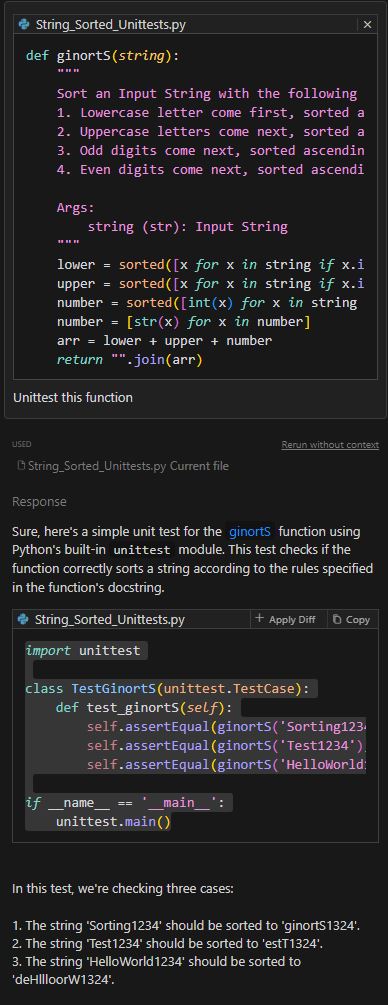 String_Sorted_Unittests.py
def ginortS(string):
"""
Sort an Input String with the following
1. Lowercase letter come first, sorted a
2. Uppercase letters come next, sorted a
3. Odd digits come next, sorted ascendin
4. Even digits come next, sorted ascendi
Args:
string (str): Input String
"""
lower = sorted([x for x in string if x.i
upper = sorted([x for x in string if x.i
number = sorted([int(x) for x in string
number = [str(x) for x in number]
arr = lower + upper + number
return "".join(arr)
Unittest this function
USED Rerun without context
String_Sorted_Unittests.py Current file
Response
Sure, here's a simple unit test for the ginortS function using
Python's built-in unittest module. This test checks if the
function correctly sorts a string according to the rules specified
in the function's docstring.
String_Sorted_Unittests.py + Apply Diff Copy
import unittest
class TestGinortS(unittest.TestCase):
def test_ginortS(self):
self.assertEqual(ginortS('Sorting1234
self.assertEqual(ginortS('Test1234')
self.assertEqual(ginortS('HelloWorld
if __name__ == '__main__':
unittest.main()
In this test, we're checking three cases:
1. The string 'Sorting1234' should be sorted to 'ginortS1324'.
2. The string 'Test1234' should be sorted to 'estT1324'.
3. The string 'HelloWorld1234' should be sorted to
'deHllloorW1324'.